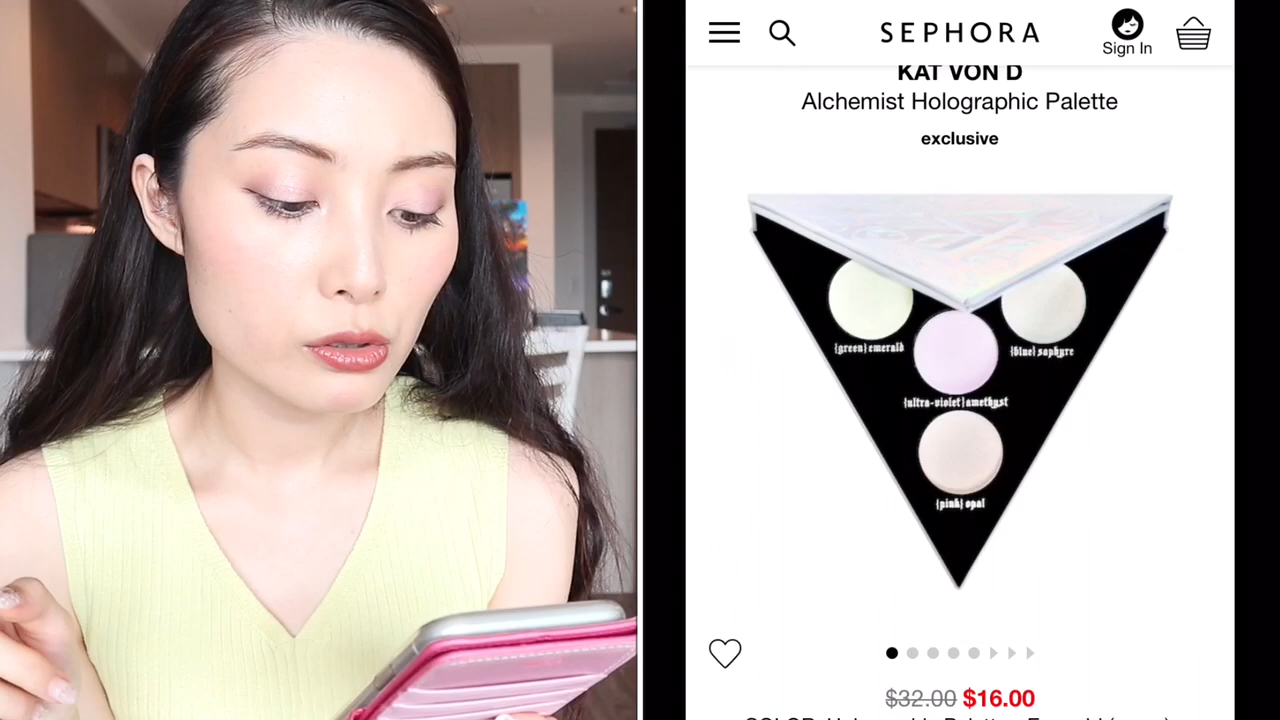 SEPHORA
Sign In
KAT VON D
Alchemist Holographic Palette
exclusive
{green} emerald
{blue} saphyre
{ultra-violet} amethyst
{pink} opal
$32.00 $16.00